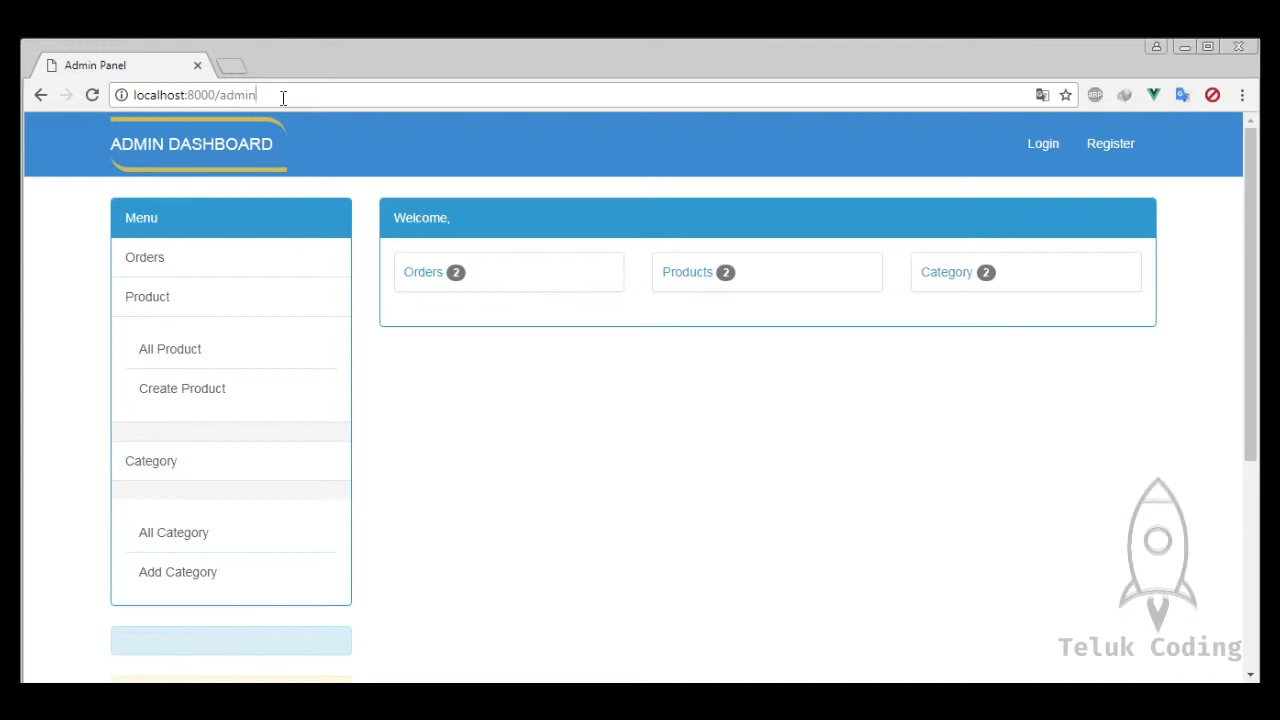 Admin Panel
localhost:8000/admin
ABP
ADMIN DASHBOARD
Login
Register
Menu
Orders
Product
All Product
Create Product
Category
All Category
Add Category
Welcome,
Orders 2
Products 2
Category 2
Teluk Coding